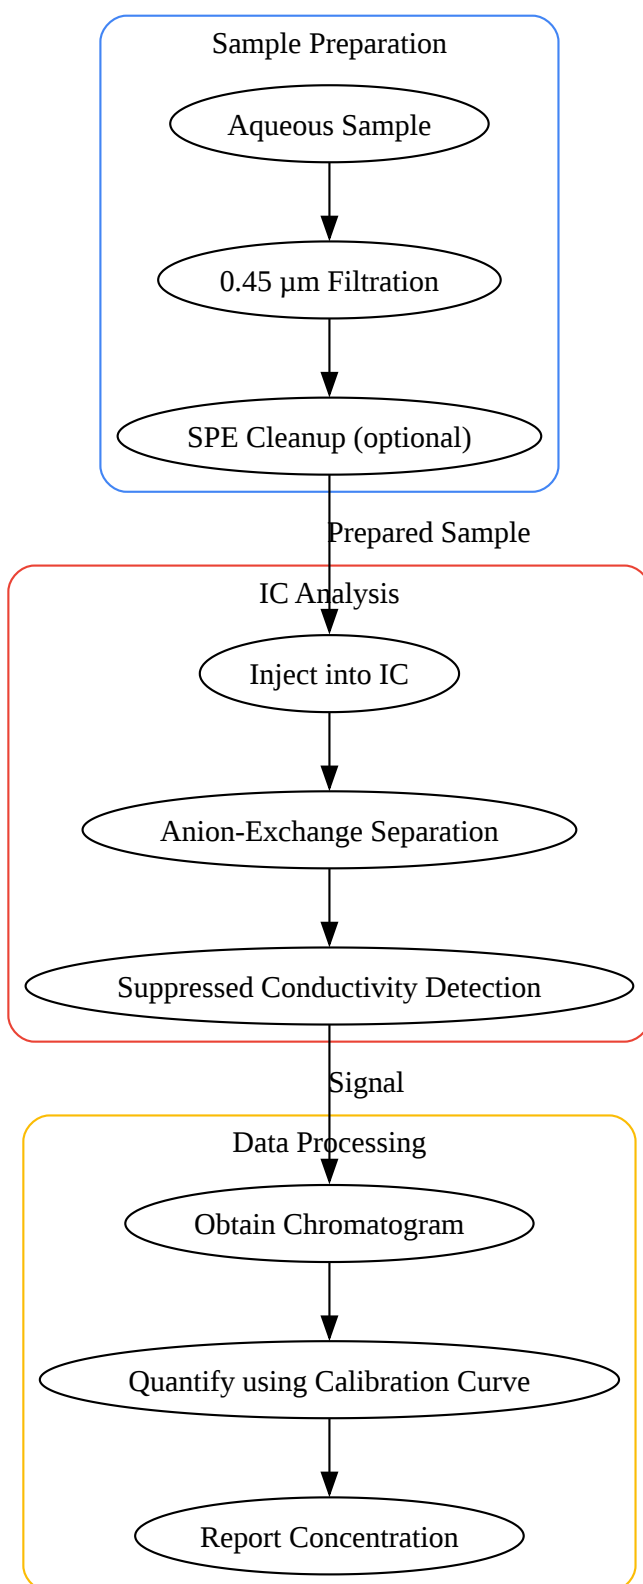 Sample Preparation
Aqueous Sample
0.45 µm Filtration
SPE Cleanup (optional)
Prepared Sample
IC Analysis
Inject into IC
Anion-Exchange Separation
Suppressed Conductivity Detection
Signal
Data Processing
Obtain Chromatogram
Quantify using Calibration Curve
Report Concentration